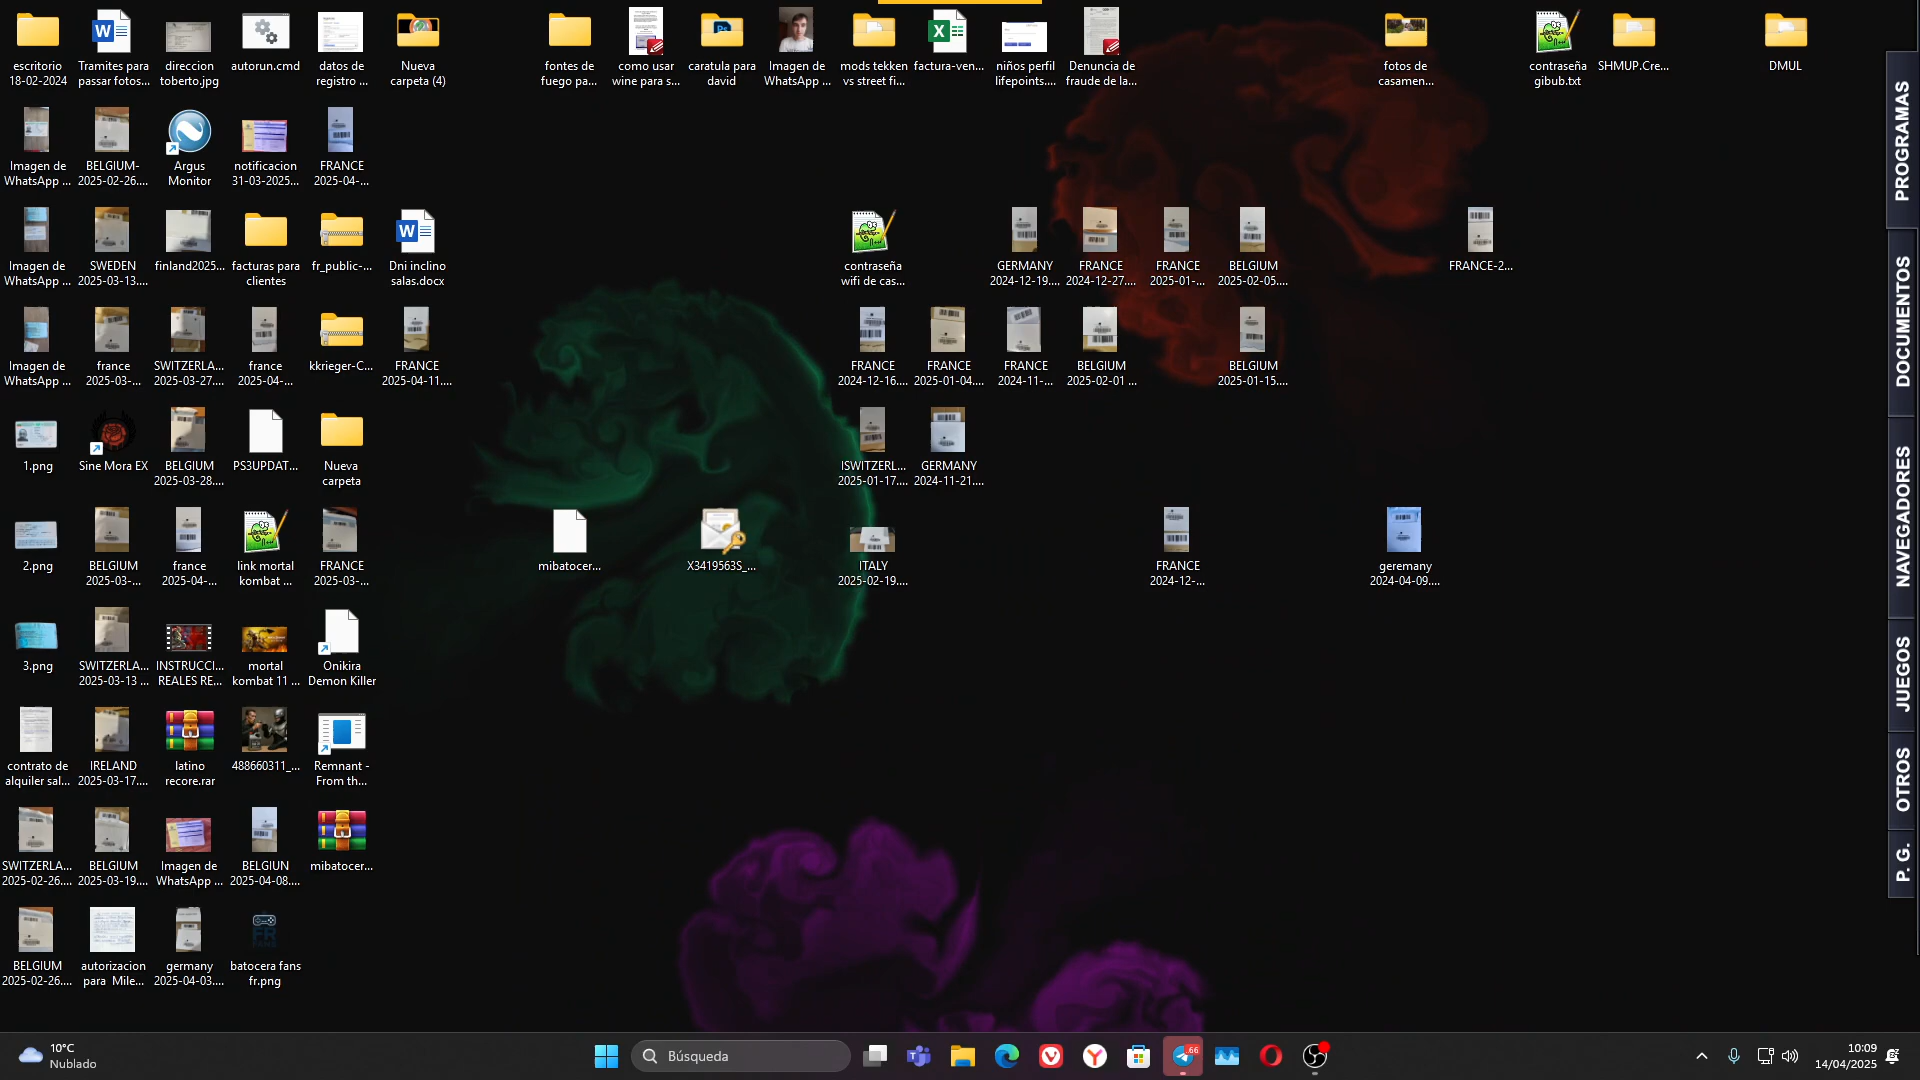 escritorio
18-02-2024
Tramites para
passar fotos...
direccion
toberto.jpg
autorun.cmd
datos de
registro ...
Nueva
carpeta (4)
fontes de
fuego pa...
como usar
wine para s...
caratula para
david
Imagen de
WhatsApp ...
mods tekken
vs street fi...
factura-ven...
niños perfil
lifepoints....
Denuncia de
fraude de la...
fotos de
casamen...
contraseña
gibub.txt
SHMUP.Cre...
DMUL
Imagen de
WhatsApp ...
BELGIUM-
2025-02-26....
Argus
Monitor
notificacion
31-03-2025...
FRANCE
2025-04-...
Imagen de
WhatsApp ...
SWEDEN
2025-03-13....
finland2025...
facturas para
clientes
fr_public-...
Dni inclino
salas.docx
contraseña
wifi de cas...
GERMANY
2024-12-19....
FRANCE
2024-12-27....
FRANCE
2025-01-...
BELGIUM
2025-02-05....
FRANCE-2...
Imagen de
WhatsApp ...
france
2025-03-...
SWITZERLA...
2025-03-27....
france
2025-04-...
kkrieger-C...
FRANCE
2025-04-11....
FRANCE
2024-12-16....
FRANCE
2025-01-04....
FRANCE
2024-11-...
BELGIUM
2025-02-01 ...
BELGIUM
2025-01-15....
1.png
Sine Mora EX
BELGIUM
2025-03-28....
PS3UPDAT...
Nueva
carpeta
ISWITZERL...
2025-01-17....
GERMANY
2024-11-21....
2.png
BELGIUM
2025-03-...
france
2025-04-...
link mortal
kombat ...
FRANCE
2025-03-...
mibatocer...
X3419563S_...
ITALY
2025-02-19....
FRANCE
2024-12-...
geremany
2024-04-09....
3.png
SWITZERLA...
2025-03-13 ...
INSTRUCCI...
REALES RE...
mortal
kombat 11 ...
Onikira
Demon Killer
contrato de
alquiler sal...
IRELAND
2025-03-17....
latino
recore.rar
488660311_...
Remnant -
From th...
SWITZERLA...
2025-02-26....
BELGIUM
2025-03-19....
Imagen de
WhatsApp ...
BELGIUN
2025-04-08....
mibatocer...
BELGIUM
2025-02-26....
autorizacion
para Mile...
germany
2025-04-03....
batocera fans
fr.png
PROGRAMAS
DOCUMENTOS
NAVEGADORES
JUEGOS
OTROS
P. G.
10°C
Nublado
Búsqueda
66
10:09
14/04/2025